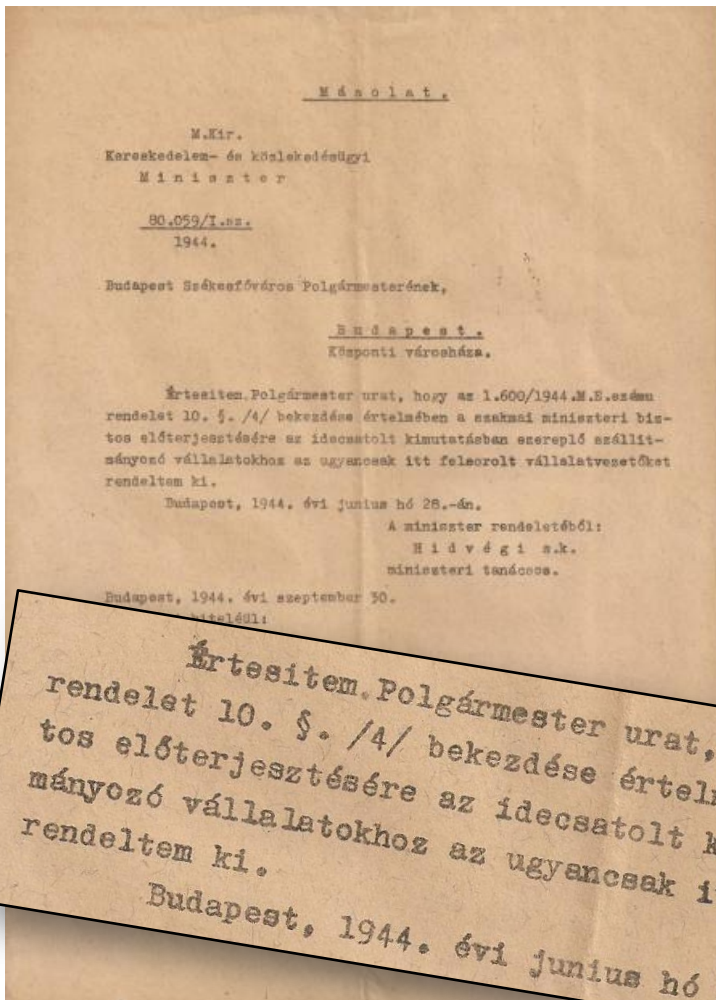 Másolat.
M.Kir.
Kereskedelem- és közlekedésügyi
Miniszter
80.059/I.sz.
1944.
Budapest Székesfőváros Polgármesterének,
Budapest.
Központi városháza.
Értesitem Polgármester urat, hogy az 1.600/1944.M.E.számu
rendelet 10. §. /4/ bekezdése értelmében a szakmai miniszteri biz-
tos előterjesztésére az idecsatolt kimutatásban szereplő szállit-
mányozó vállalatokhoz az ugyancsak itt felsorolt vállalatvezetőket
rendeltem ki.
Budapest, 1944. évi junius hó 28.-án.
A miniszter rendeletéből:
Hidvégi s.k.
miniszteri tanácsos.
Budapest, 1944. évi szeptember 30.
hiteléül:
Értesitem.Polgármester urat,
rendelet 10. §. /4/ bekezdése értelm
tos előterjesztésére az idecsatolt k
mányozó vállalatokhoz az ugyancsak i
rendeltem ki.
Budapest, 1944. évi junius hó